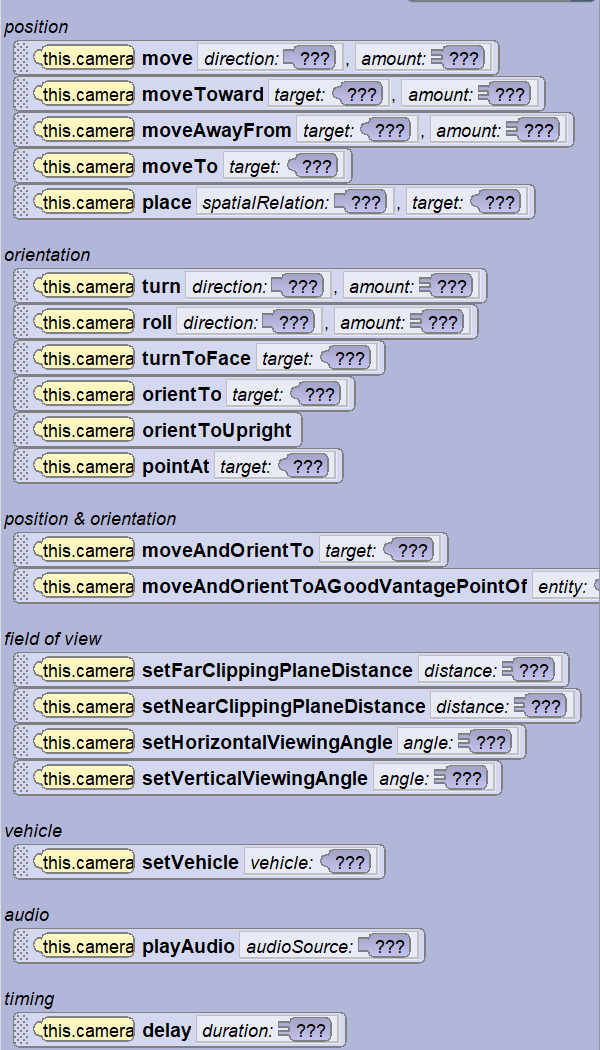 position
this.camera move direction: ??? , amount: ???
this.camera moveToward target: ??? , amount: ???
this.camera moveAwayFrom target: ??? , amount: ???
this.camera moveTo target: ???
this.camera place spatialRelation: ??? , target: ???
orientation
this.camera turn direction: ??? , amount: ???
this.camera roll direction: ??? , amount: ???
this.camera turnToFace target: ???
this.camera orientTo target: ???
this.camera orientToUpright
this.camera pointAt target: ???
position & orientation
this.camera moveAndOrientTo target: ???
this.camera moveAndOrientToAGoodVantagePointOf entity:
field of view
this.camera setFarClippingPlaneDistance distance: ???
this.camera setNearClippingPlaneDistance distance: ???
this.camera setHorizontalViewingAngle angle: ???
this.camera setVerticalViewingAngle angle: ???
vehicle
this.camera setVehicle vehicle: ???
audio
this.camera playAudio audioSource: ???
timing
this.camera delay duration: ???